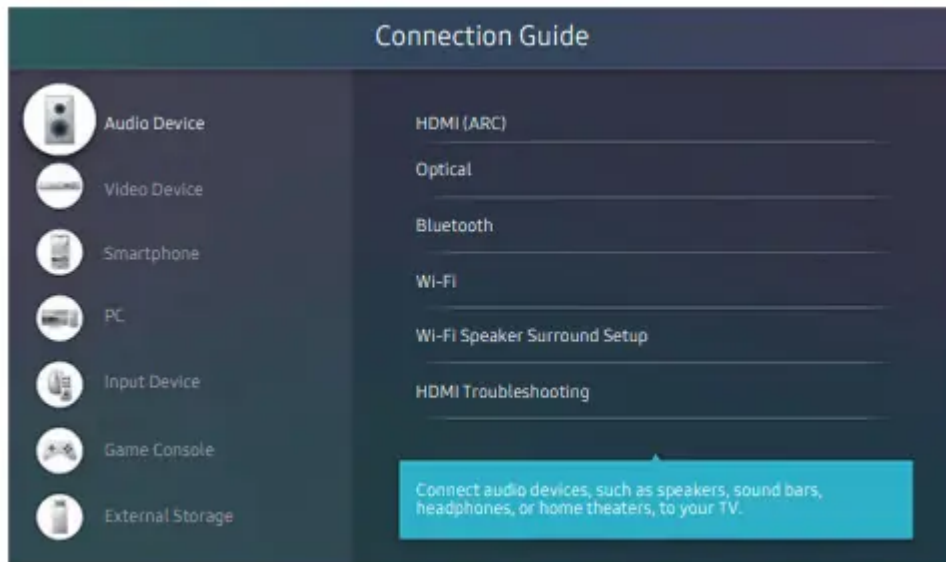 Connection Guide
Audio Device
Video Device
Smartphone
PC
Input Device
Game Console
External Storage
HDMI (ARC)
Optical
Bluetooth
Wi-Fi
Wi-Fi Speaker Surround Setup
HDMI Troubleshooting
Connect audio devices, such as speakers, sound bars,
headphones, or home theaters, to your TV.